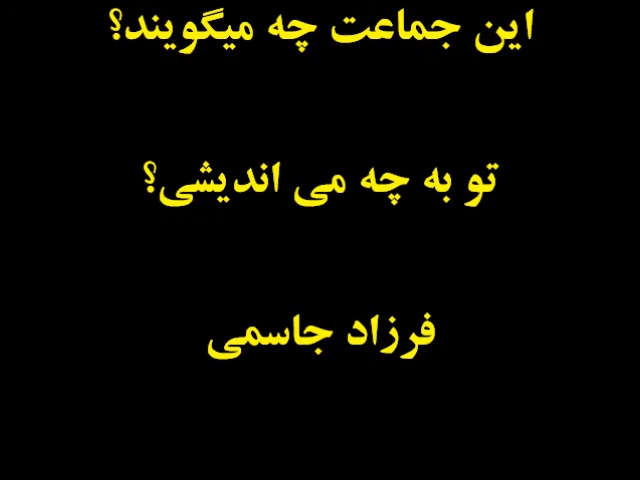 این جماعت چه میگویند؟
تو به چه می اندیشی؟
فرزاد جاسمی